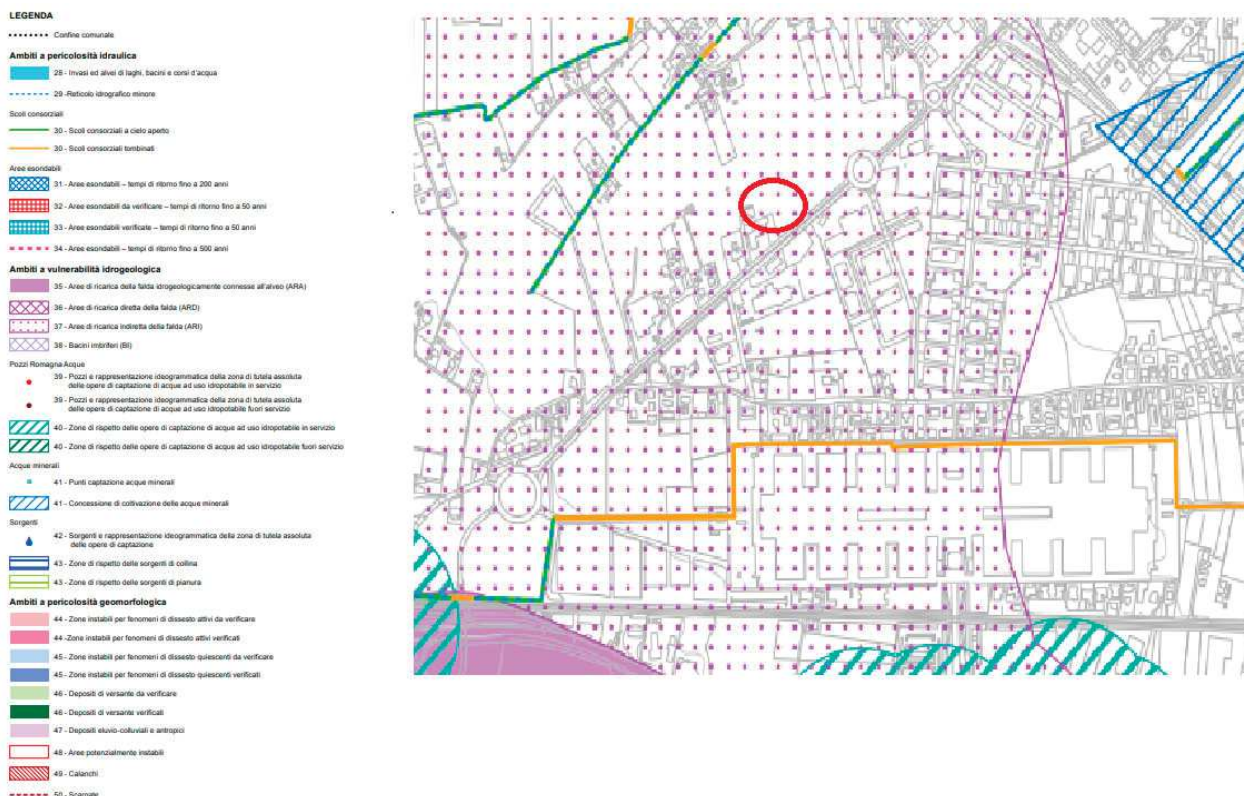 LEGENDA
Confine comunale
Ambiti a pericolosità idraulica
28 - Invasi ed alvei di laghi, bacini e corsi d'acqua
29 -Reticolo idrografico minore
Scoli consorziali
30 - Scoli consorziali a cielo aperto
30 - Scoli consorziali tombinati
Aree esondabili
31 - Aree esondabili – tempi di ritorno fino a 200 anni
32 - Aree esondabili da verificare – tempi di ritorno fino a 50 anni
33 - Aree esondabili verificate – tempi di ritorno fino a 50 anni
34 - Aree esondabili – tempi di ritorno fino a 500 anni
Ambiti a vulnerabilità idrogeologica
35 - Aree di ricarica della falda idrogeologicamente connesse all'alveo (ARA)
36 - Aree di ricarica diretta della falda (ARD)
37 - Aree di ricarica indiretta della falda (ARI)
38 - Bacini imbriferi (BI)
Pozzi Romagna Acque
39 - Pozzi e rappresentazione ideogrammatica della zona di tutela assoluta
delle opere di captazione di acque ad uso idropotabile in servizio
39 - Pozzi e rappresentazione ideogrammatica della zona di tutela assoluta
delle opere di captazione di acque ad uso idropotabile fuori servizio
40 - Zone di rispetto delle opere di captazione di acque ad uso idropotabile in servizio
40 - Zone di rispetto delle opere di captazione di acque ad uso idropotabile fuori servizio
Acque minerali
41 - Punti captazione acque minerali
41 - Concessione di coltivazione delle acque minerali
Sorgenti
42 - Sorgenti e rappresentazione ideogrammatica della zona di tutela assoluta
delle opere di captazione
43 - Zone di rispetto delle sorgenti di collina
43 - Zone di rispetto delle sorgenti di pianura
Ambiti a pericolosità geomorfologica
44 - Zone instabili per fenomeni di dissesto attivi da verificare
44 -Zone instabili per fenomeni di dissesto attivi verificati
45 - Zone instabili per fenomeni di dissesto quiescenti da verificare
45 - Zone instabili per fenomeni di dissesto quiescenti verificati
46 - Depositi di versante da verificare
46 - Depositi di versante verificati
47 - Depositi eluvio-colluviali e antropici
48 - Aree potenzialmente instabili
49 - Calanchi
50 - Scarpate